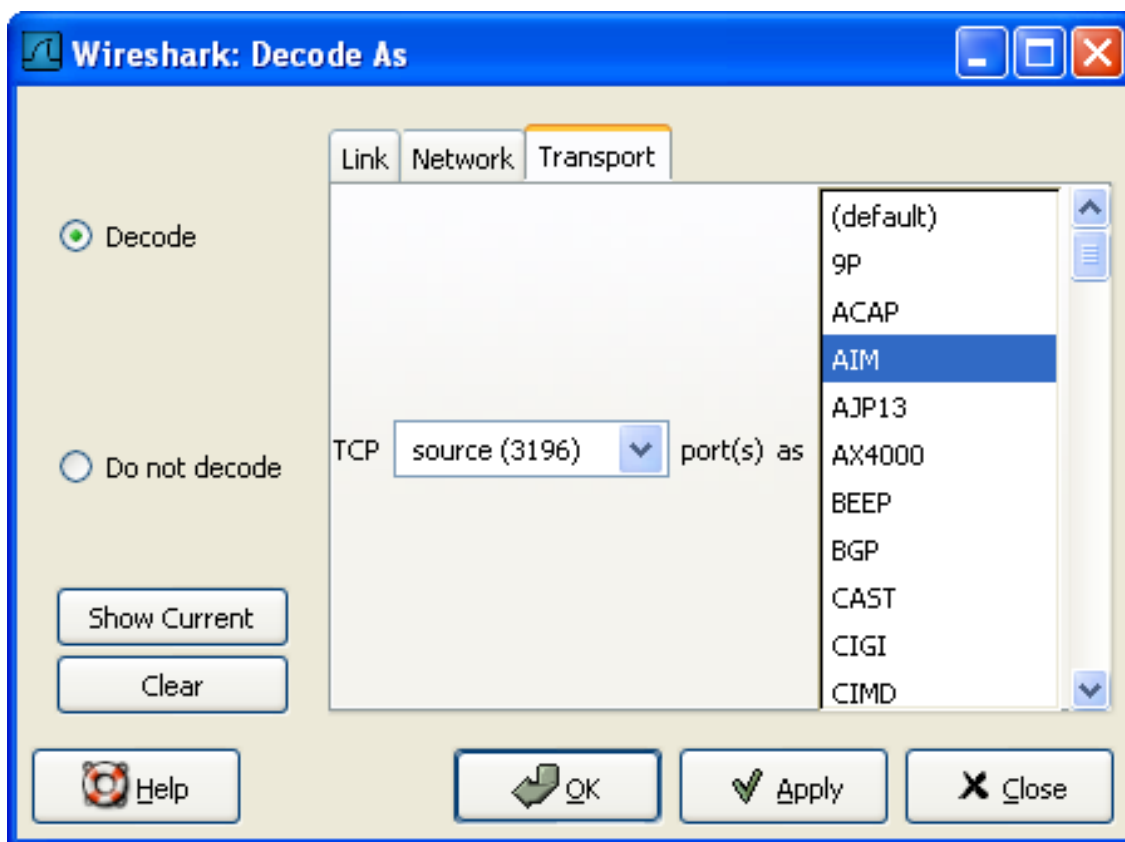 Wireshark: Decode As
Link Network Transport
Decode
Do not decode
Show Current
Clear
TCP source (3196) port(s) as
(default)
9P
ACAP
AIM
AJP13
AX4000
BEEP
BGP
CAST
CIGI
CIMD
Help OK Apply Close